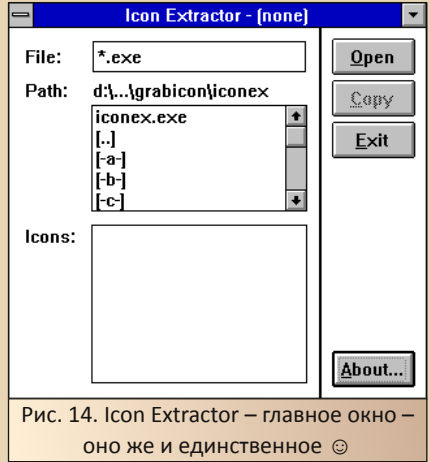 Icon Extractor - (none)
File: *.exe
Open
Path: d:\...\grabicon\iconex
Copy
iconex.exe
[..]
[-a-]
[-b-]
[-c-]
Exit
Icons:
About...
Рис. 14. Icon Extractor – главное окно –
оно же и единственное ☺